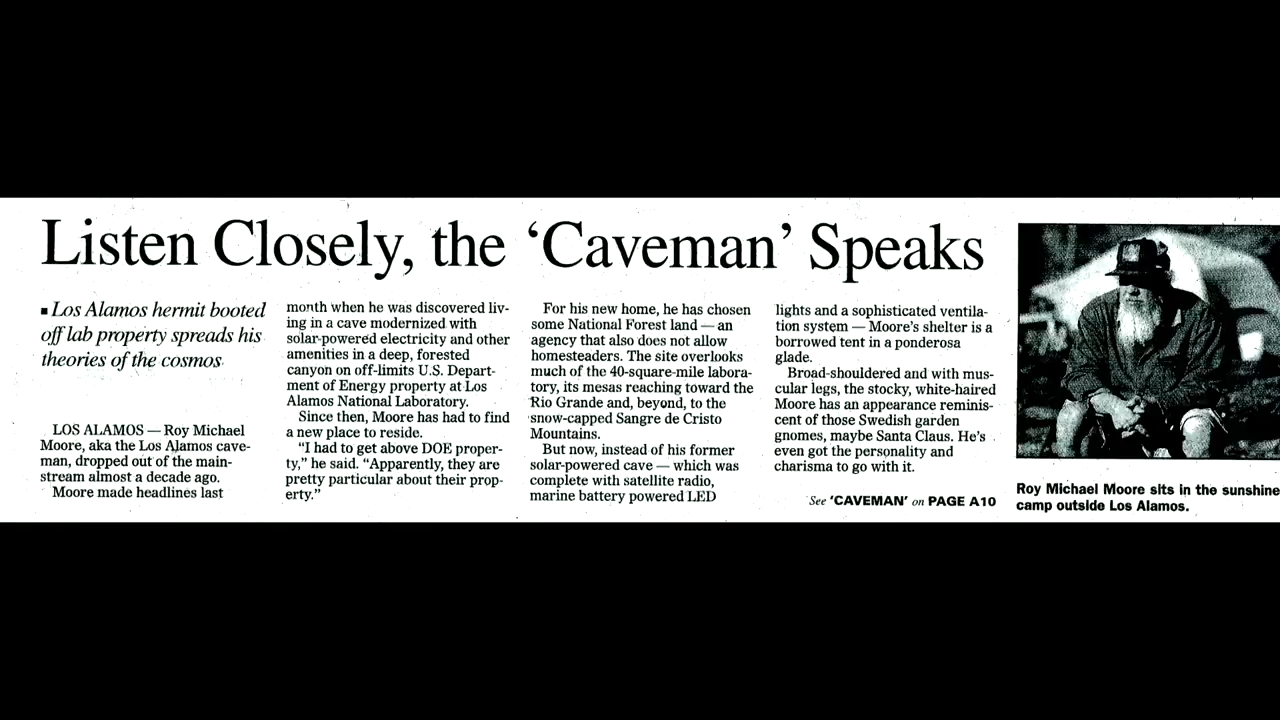 Listen Closely, the ‘Caveman’ Speaks
▪ Los Alamos hermit booted
off lab property spreads his
theories of the cosmos
LOS ALAMOS — Roy Michael
Moore, aka the Los Alamos cave-
man, dropped out of the main-
stream almost a decade ago.
Moore made headlines last
month when he was discovered liv-
ing in a cave modernized with
solar-powered electricity and other
amenities in a deep, forested
canyon on off-limits U.S. Depart-
ment of Energy property at Los
Alamos National Laboratory.
Since then, Moore has had to find
a new place to reside.
“I had to get above DOE proper-
ty,” he said. “Apparently, they are
pretty particular about their prop-
erty.”
For his new home, he has chosen
some National Forest land — an
agency that also does not allow
homesteaders. The site overlooks
much of the 40-square-mile labora-
tory, its mesas reaching toward the
Rio Grande and, beyond, to the
snow-capped Sangre de Cristo
Mountains.
But now, instead of his former
solar-powered cave — which was
complete with satellite radio,
marine battery powered LED
lights and a sophisticated ventila-
tion system — Moore’s shelter is a
borrowed tent in a ponderosa
glade.
Broad-shouldered and with mus-
cular legs, the stocky, white-haired
Moore has an appearance reminis-
cent of those Swedish garden
gnomes, maybe Santa Claus. He’s
even got the personality and
charisma to go with it.
See ‘CAVEMAN’ on PAGE A10
Roy Michael Moore sits in the sunshine
camp outside Los Alamos.